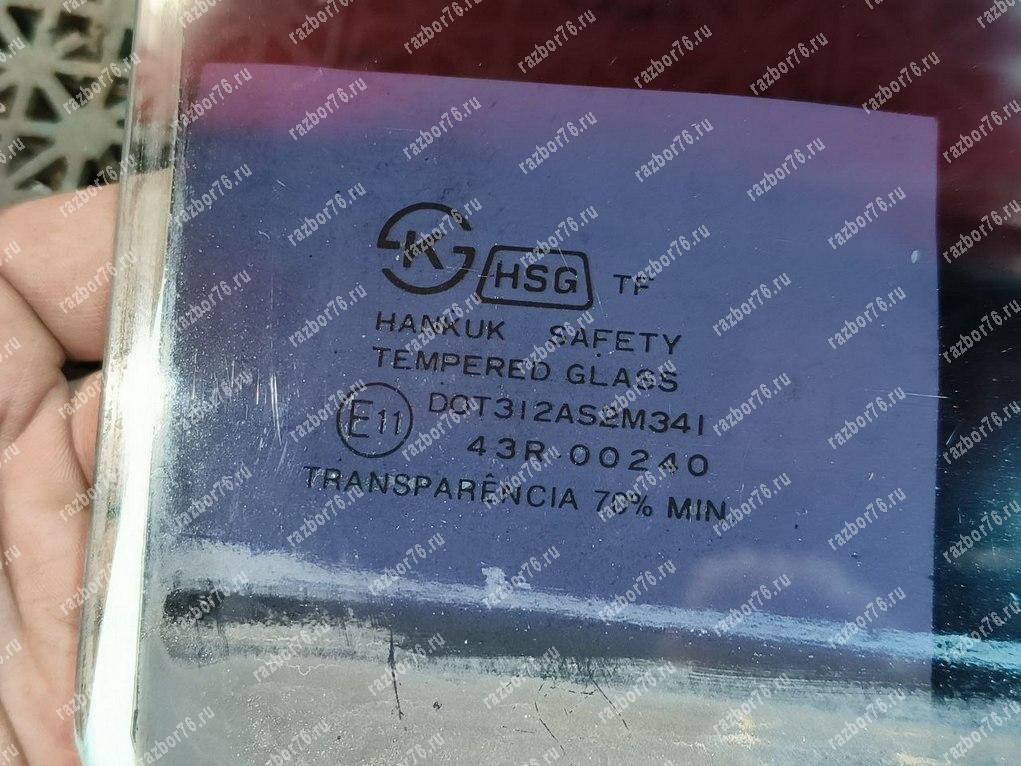 K
HSG TF
HANKUK SAFETY
TEMPERED GLASS
E11 DOT312AS2M341
43R-00240
TRANSPARÊNCIA 70% MIN.
razbor76.ru